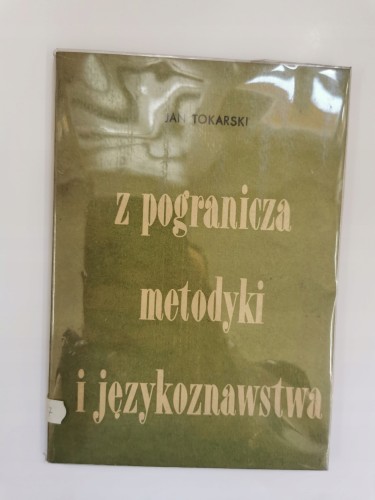 JAN TOKARSKI
z pogranicza
metodyki
i językoznawstwa